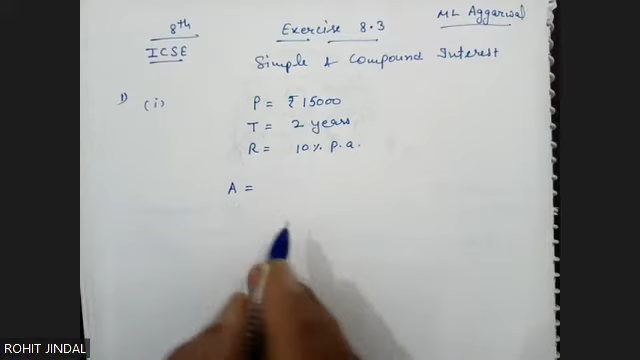 8th
ICSE
Exercise 8.3
ML Aggarwal
Simple & Compound Interest
1) (i) P = ₹ 15000
T = 2 years
R = 10% p.a.
A =
ROHIT JINDAL